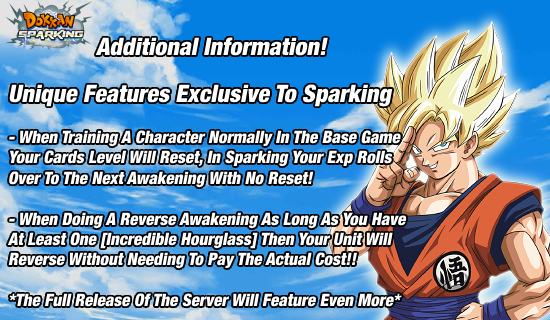 DOKKAN
SPARKING
Additional Information!
Unique Features Exclusive To Sparking
- When Training A Character Normally In The Base Game
Your Cards Level Will Reset, In Sparking Your Exp Rolls
Over To The Next Awakening With No Reset!
- When Doing A Reverse Awakening As Long As You Have
At Least One [Incredible Hourglass] Then Your Unit Will
Reverse Without Needing To Pay The Actual Cost!!
*The Full Release Of The Server Will Feature Even More*
悟